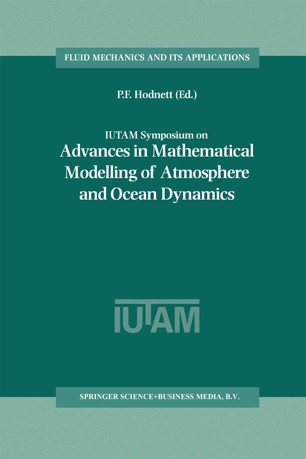 FLUID MECHANICS AND ITS APPLICATIONS
P.F. Hodnett (Ed.)
IUTAM Symposium on
Advances in Mathematical
Modelling of Atmosphere
and Ocean Dynamics
IUTAM
SPRINGER SCIENCE+BUSINESS MEDIA, B.V.